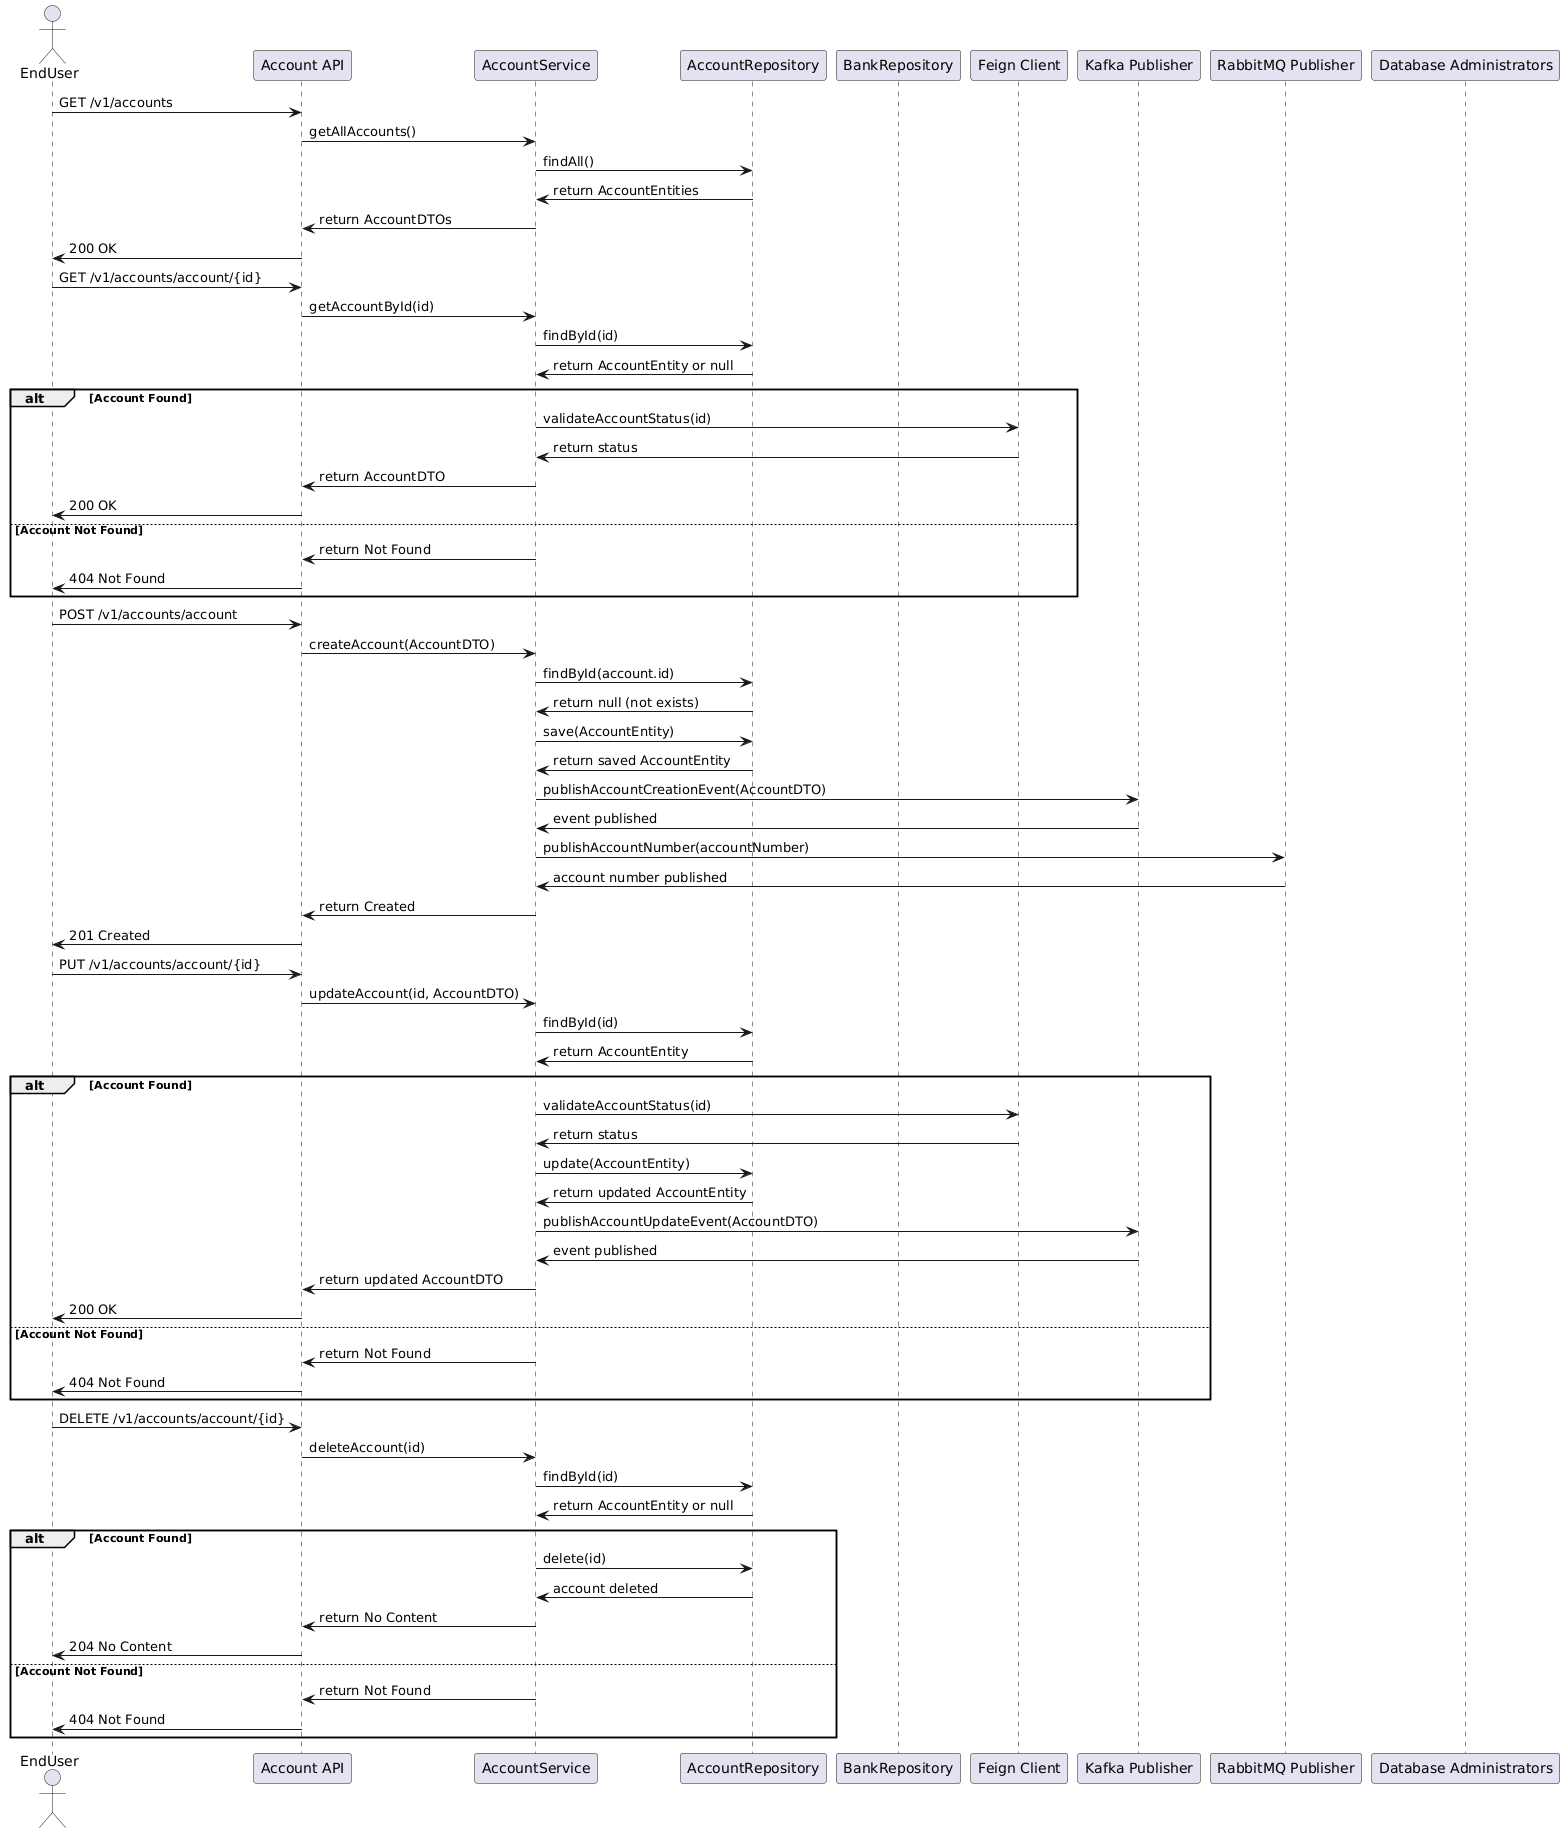 EndUser
Account API
AccountService
AccountRepository
BankRepository
Feign Client
Kafka Publisher
RabbitMQ Publisher
Database Administrators
GET /v1/accounts
getAllAccounts()
findAll()
return AccountEntities
return AccountDTOs
200 OK
GET /v1/accounts/account/{id}
getAccountById(id)
findById(id)
return AccountEntity or null
alt [Account Found]
validateAccountStatus(id)
return status
return AccountDTO
200 OK
[Account Not Found]
return Not Found
404 Not Found
POST /v1/accounts/account
createAccount(AccountDTO)
findById(account.id)
return null (not exists)
save(AccountEntity)
return saved AccountEntity
publishAccountCreationEvent(AccountDTO)
event published
publishAccountNumber(accountNumber)
account number published
return Created
201 Created
PUT /v1/accounts/account/{id}
updateAccount(id, AccountDTO)
findById(id)
return AccountEntity
alt [Account Found]
validateAccountStatus(id)
return status
update(AccountEntity)
return updated AccountEntity
publishAccountUpdateEvent(AccountDTO)
event published
return updated AccountDTO
200 OK
[Account Not Found]
return Not Found
404 Not Found
DELETE /v1/accounts/account/{id}
deleteAccount(id)
findById(id)
return AccountEntity or null
alt [Account Found]
delete(id)
account deleted
return No Content
204 No Content
[Account Not Found]
return Not Found
404 Not Found
EndUser
Account API
AccountService
AccountRepository
BankRepository
Feign Client
Kafka Publisher
RabbitMQ Publisher
Database Administrators